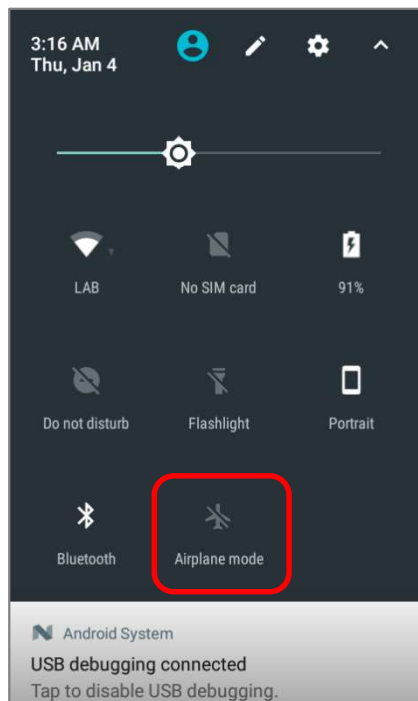 3:16 AM
Thu, Jan 4
LAB
No SIM card
91%
Do not disturb
Flashlight
Portrait
Bluetooth
Airplane mode
Android System
USB debugging connected
Tap to disable USB debugging.